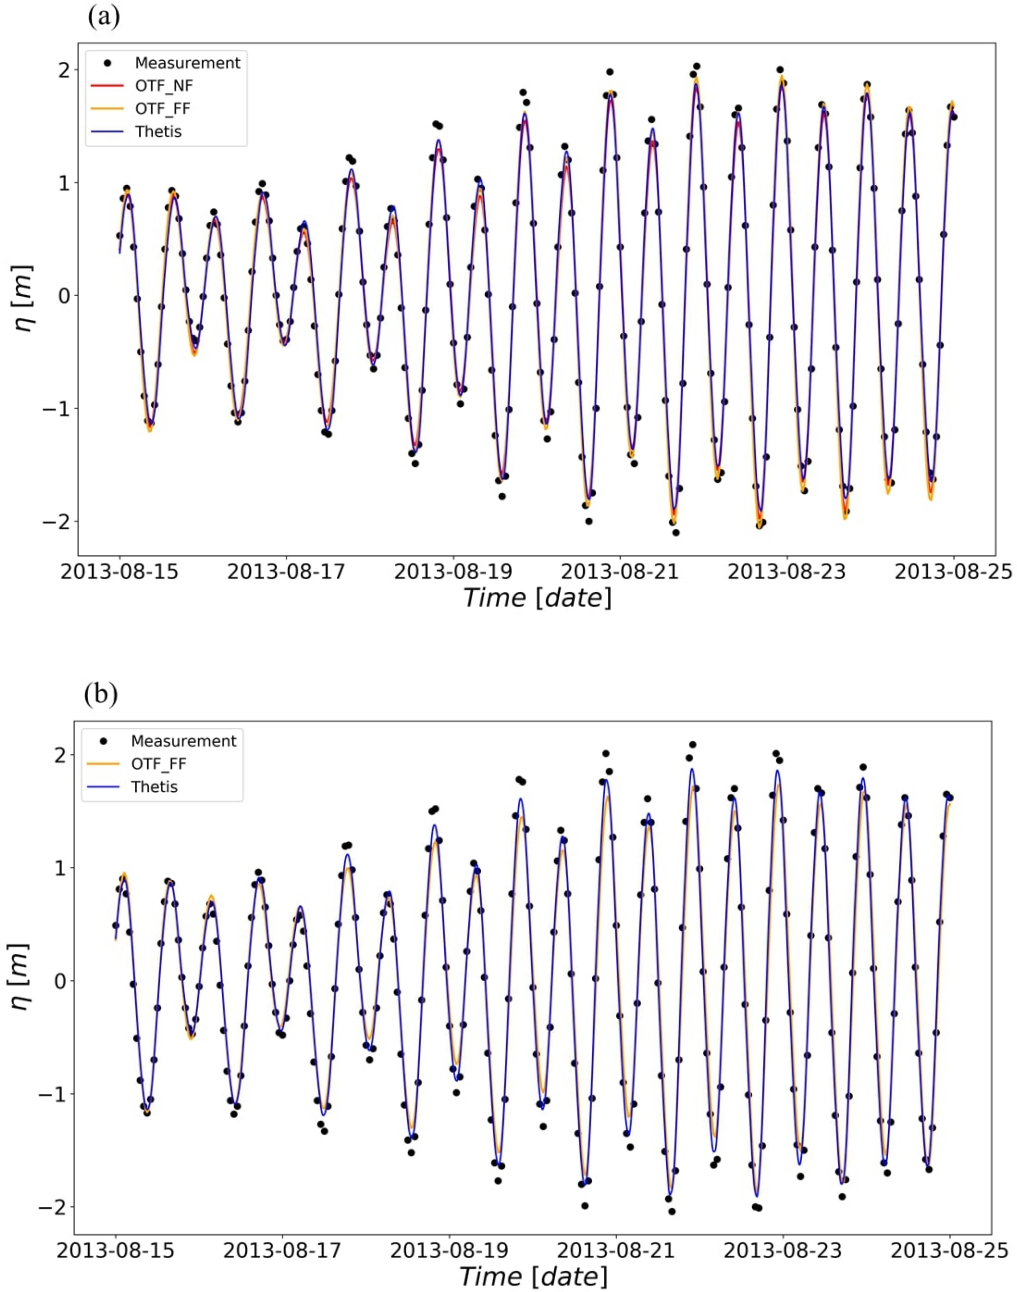 (a)
Measurement
OTF_NF
OTF_FF
Thetis
2
1
0
−1
−2
η [m]
2013-08-15 2013-08-17 2013-08-19 2013-08-21 2013-08-23 2013-08-25
Time [date]
(b)
Measurement
OTF_FF
Thetis
2
1
0
−1
−2
η [m]
2013-08-15 2013-08-17 2013-08-19 2013-08-21 2013-08-23 2013-08-25
Time [date]